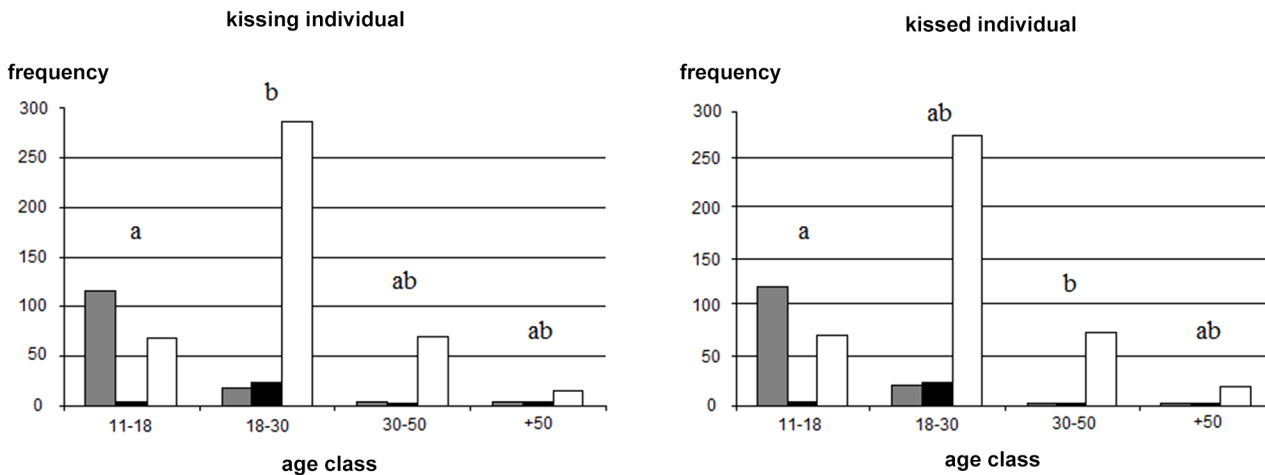 kissing individual
frequency
300
250
200
150
100
50
0
b
a
ab
ab
11-18
18-30
30-50
+50
age class
kissed individual
frequency
300
250
200
150
100
50
0
ab
a
b
ab
11-18
18-30
30-50
+50
age class